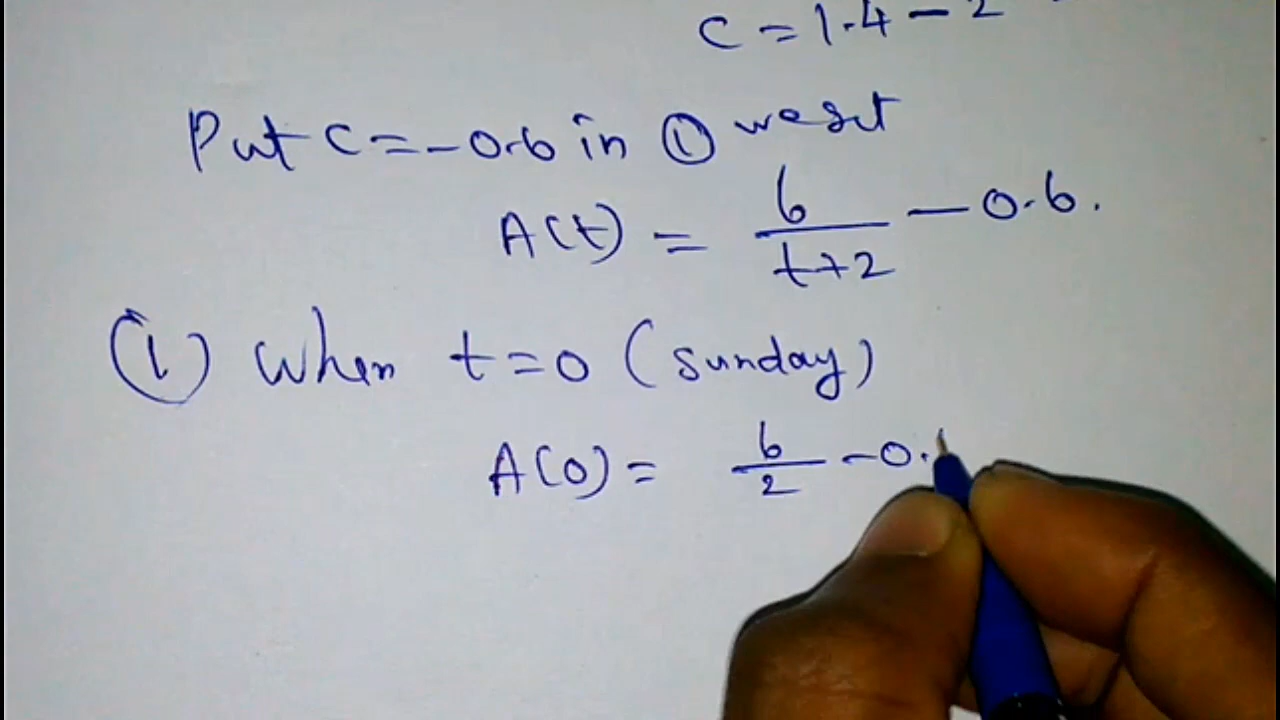 C = 1.4 - 2
Put C = -0.6 in ① we get
A(t) = 6/(t+2) - 0.6.
(i) When t = 0 (Sunday)
A(0) = 6/2 - 0.